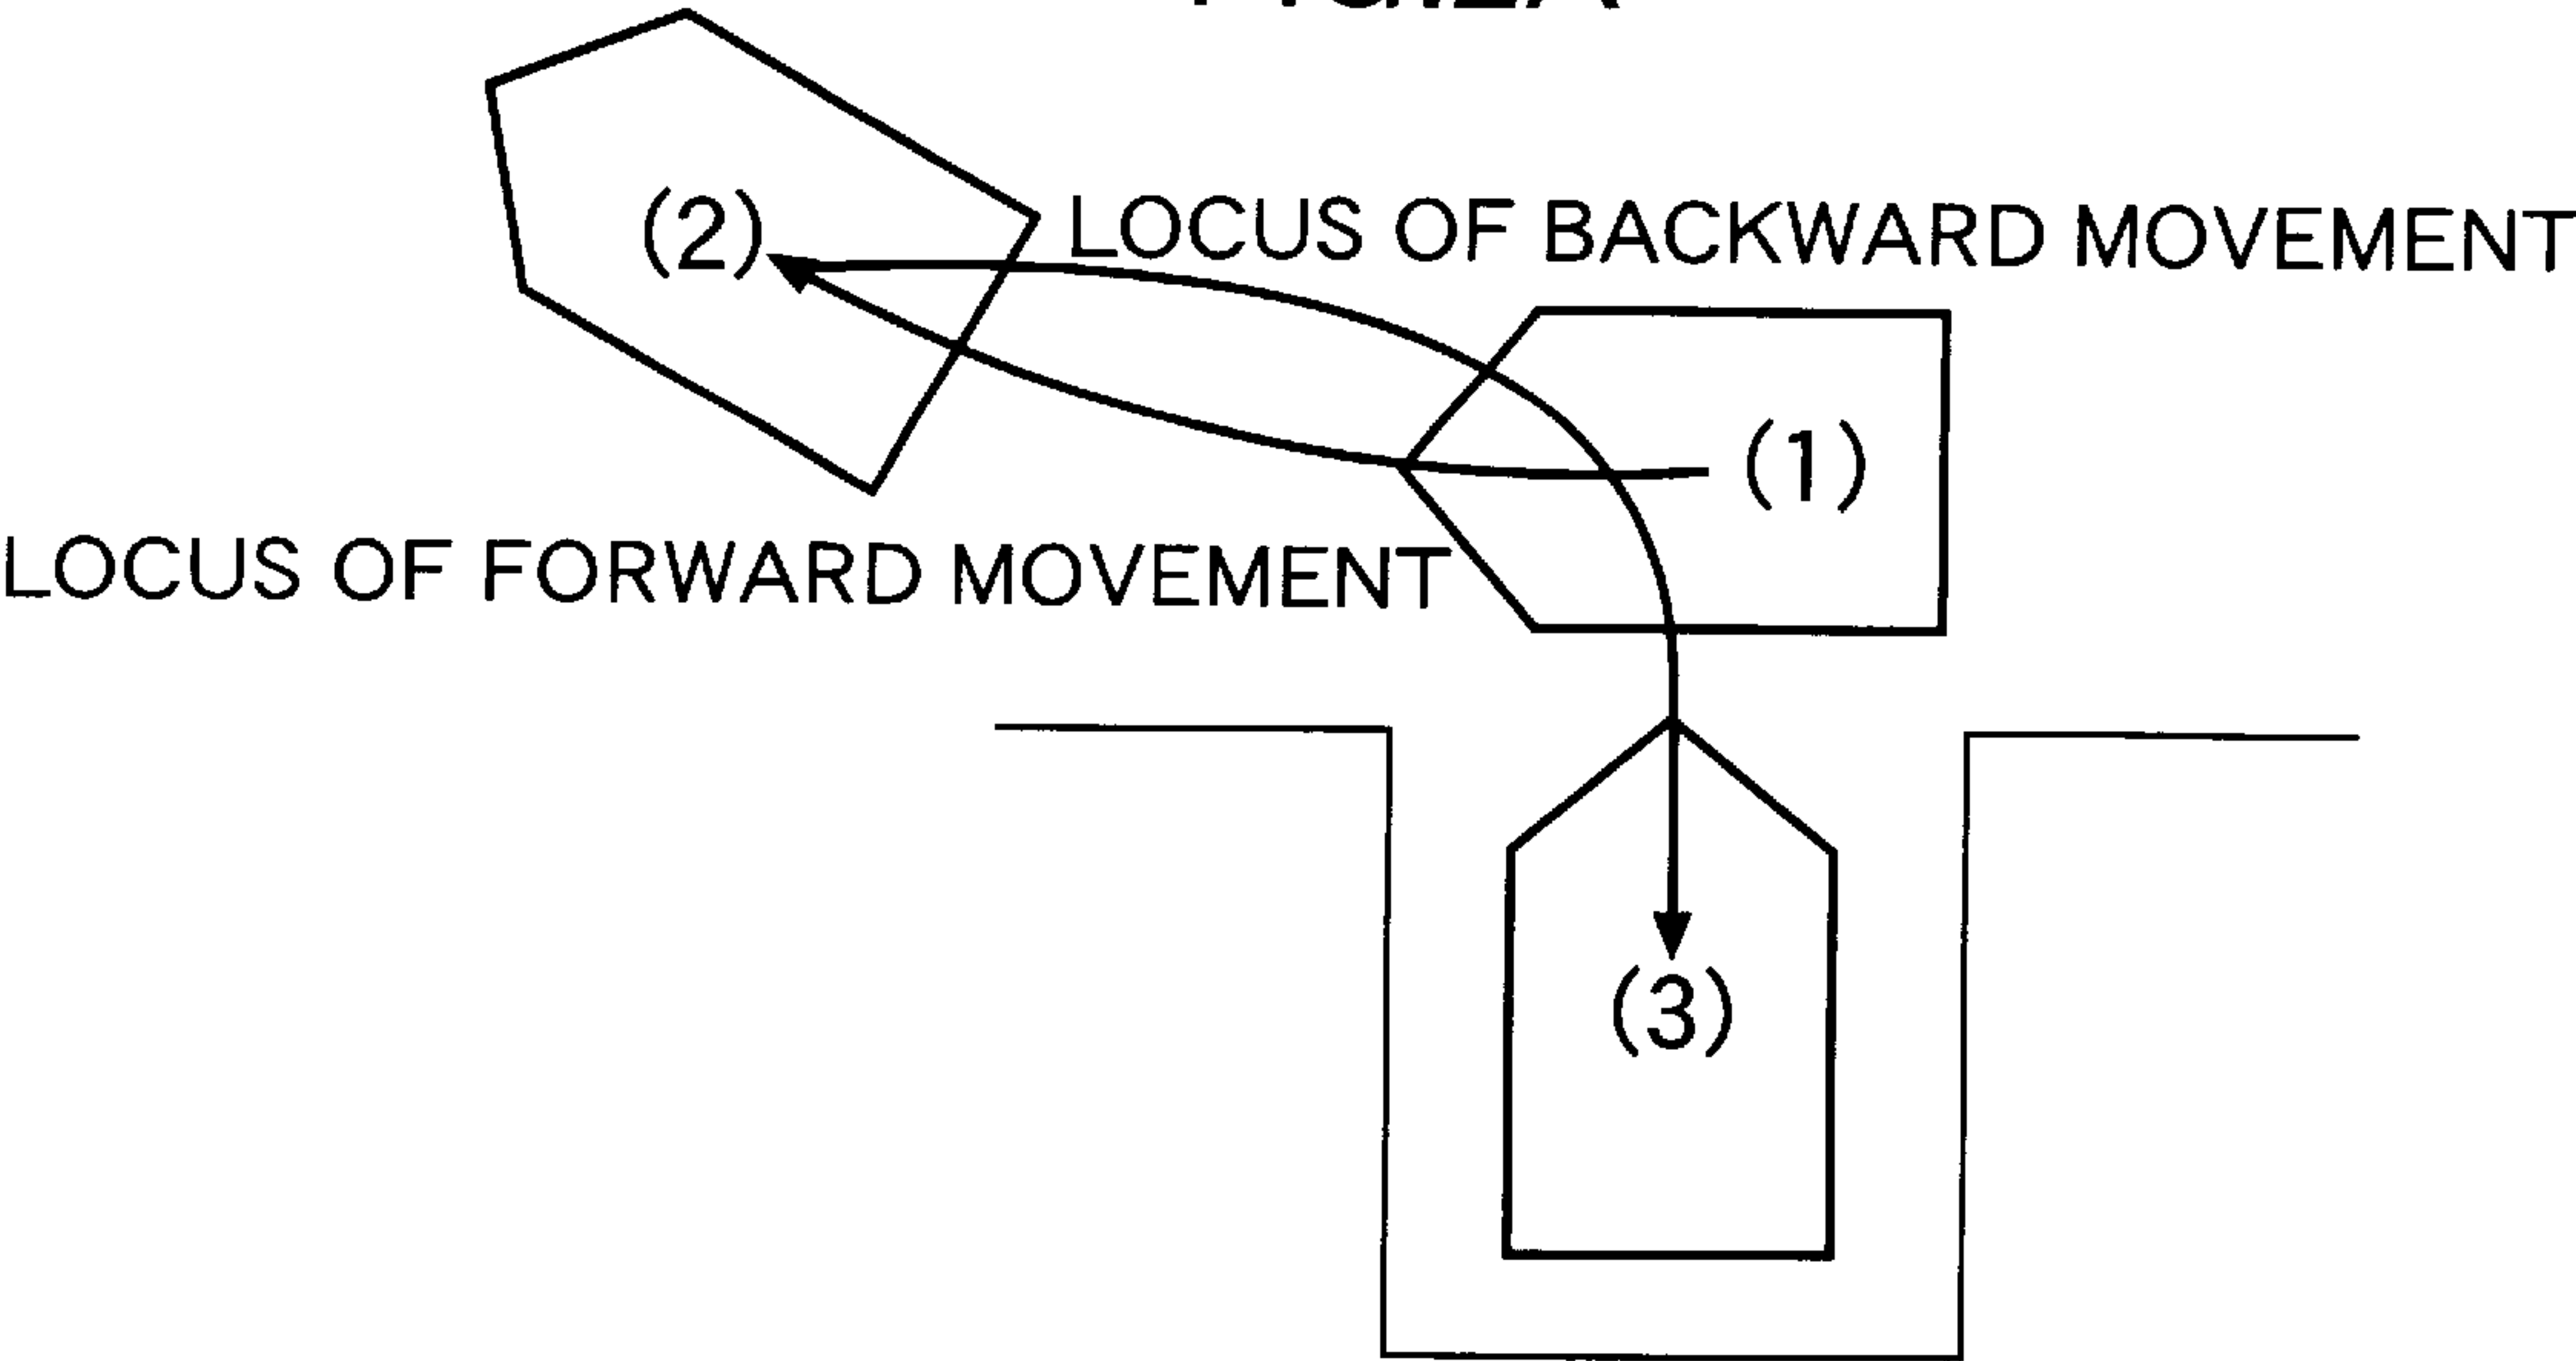 (2)
LOCUS OF BACKWARD MOVEMENT
(1)
LOCUS OF FORWARD MOVEMENT
(3)